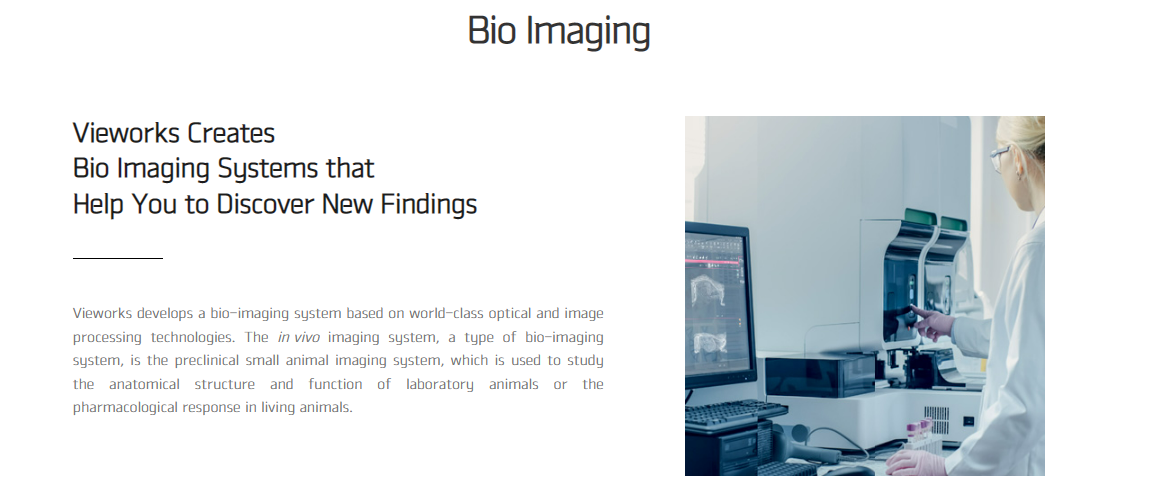 Bio Imaging
Vieworks Creates
Bio Imaging Systems that
Help You to Discover New Findings
Vieworks develops a bio-imaging system based on world-class optical and image
processing technologies. The in vivo imaging system, a type of bio-imaging
system, is the preclinical small animal imaging system, which is used to study
the anatomical structure and function of laboratory animals or the
pharmacological response in living animals.